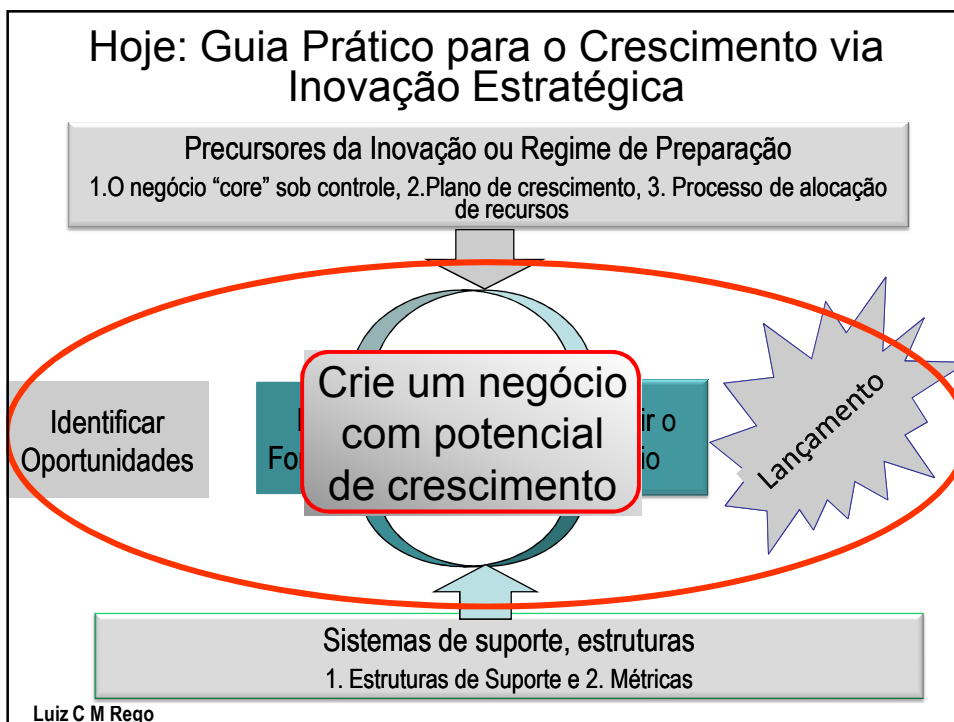 Hoje: Guia Prático para o Crescimento via
Inovação Estratégica
Precursores da Inovação ou Regime de Preparação
1.O negócio “core” sob controle, 2.Plano de crescimento, 3. Processo de alocação
de recursos
Identificar
Oportunidades
Crie um negócio
com potencial
de crescimento
Lançamento
Sistemas de suporte, estruturas
1. Estruturas de Suporte e 2. Métricas
Luiz C M Rego